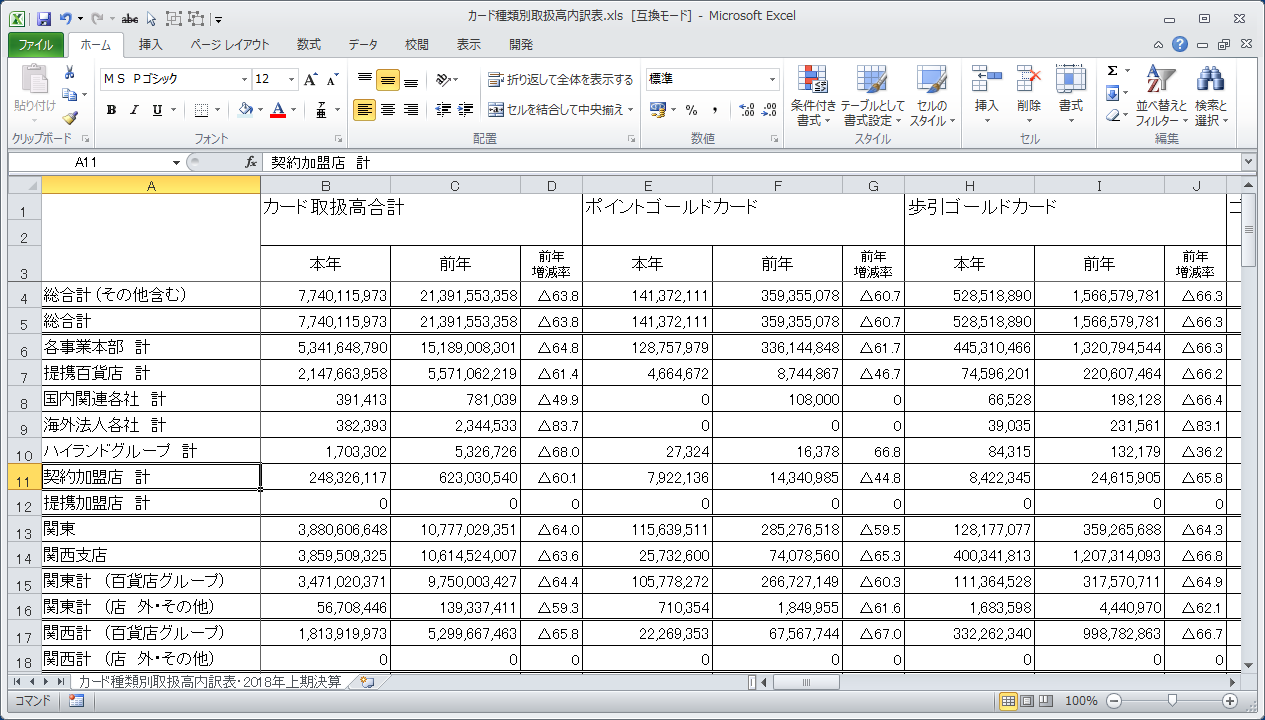 カード種類別取扱高内訳表.xls [互換モード] - Microsoft Excel
ファイル ホーム 挿入 ページ レイアウト 数式 データ 校閲 表示 開発
ＭＳ Ｐゴシック 12 折り返して全体を表示する 標準
貼り付け B I U セルを結合して中央揃え % , 条件付き書式 テーブルとして書式設定 セルのスタイル 挿入 削除 書式 Σ 並べ替えとフィルター 検索と選択
クリップボード フォント 配置 数値 スタイル セル 編集
A11 fx 契約加盟店　計
A B C D E F G H I J
1 カード取扱高合計 ポイントゴールドカード 歩引ゴールドカード
2
3 本年 前年 前年増減率 本年 前年 前年増減率 本年 前年 前年増減率
4 総合計（その他含む） 7,740,115,973 21,391,553,358 △63.8 141,372,111 359,355,078 △60.7 528,518,890 1,566,579,781 △66.3
5 総合計 7,740,115,973 21,391,553,358 △63.8 141,372,111 359,355,078 △60.7 528,518,890 1,566,579,781 △66.3
6 各事業本部　計 5,341,648,790 15,189,008,301 △64.8 128,757,979 336,144,848 △61.7 445,310,466 1,320,794,544 △66.3
7 提携百貨店　計 2,147,663,958 5,571,062,219 △61.4 4,664,672 8,744,867 △46.7 74,596,201 220,607,464 △66.2
8 国内関連各社　計 391,413 781,039 △49.9 0 108,000 0 66,528 198,128 △66.4
9 海外法人各社　計 382,393 2,344,533 △83.7 0 0 0 39,035 231,561 △83.1
10 ハイランドグループ　計 1,703,302 5,326,726 △68.0 27,324 16,378 66.8 84,315 132,179 △36.2
11 契約加盟店　計 248,326,117 623,030,540 △60.1 7,922,136 14,340,985 △44.8 8,422,345 24,615,905 △65.8
12 提携加盟店　計 0 0 0 0 0 0 0 0 0
13 関東 3,880,606,648 10,777,029,351 △64.0 115,639,511 285,276,518 △59.5 128,177,077 359,265,688 △64.3
14 関西支店 3,859,509,325 10,614,524,007 △63.6 25,732,600 74,078,560 △65.3 400,341,813 1,207,314,093 △66.8
15 関東計　（百貨店グループ） 3,471,020,371 9,750,003,427 △64.4 105,778,272 266,727,149 △60.3 111,364,528 317,570,711 △64.9
16 関東計　（店　外・その他） 56,708,446 139,337,411 △59.3 710,354 1,849,955 △61.6 1,683,598 4,440,970 △62.1
17 関西計　（百貨店グループ） 1,813,919,973 5,299,667,463 △65.8 22,269,353 67,567,744 △67.0 332,262,340 998,782,863 △66.7
18 関西計　（店　外・その他） 0 0 0 0 0 0 0 0 0
カード種類別取扱高内訳表・2018年上期決算
コマンド 100%